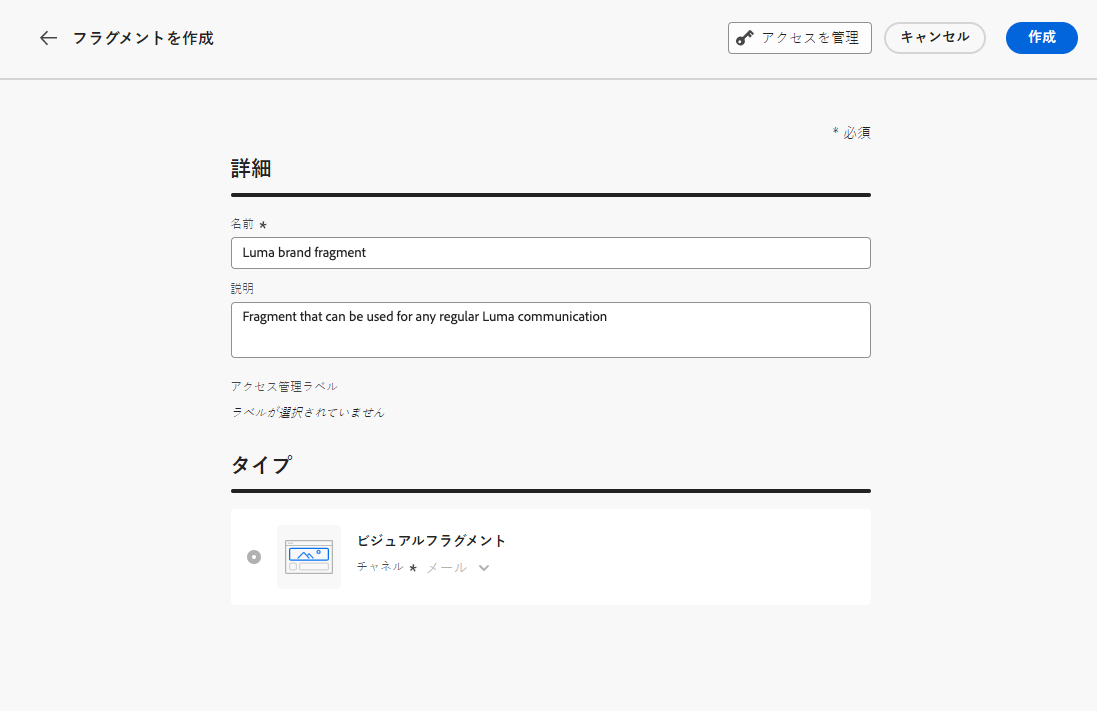 フラグメントを作成
アクセスを管理
キャンセル
作成
* 必須
詳細
名前 *
Luma brand fragment
説明
Fragment that can be used for any regular Luma communication
アクセス管理ラベル
ラベルが選択されていません
タイプ
ビジュアルフラグメント
チャネル * メール